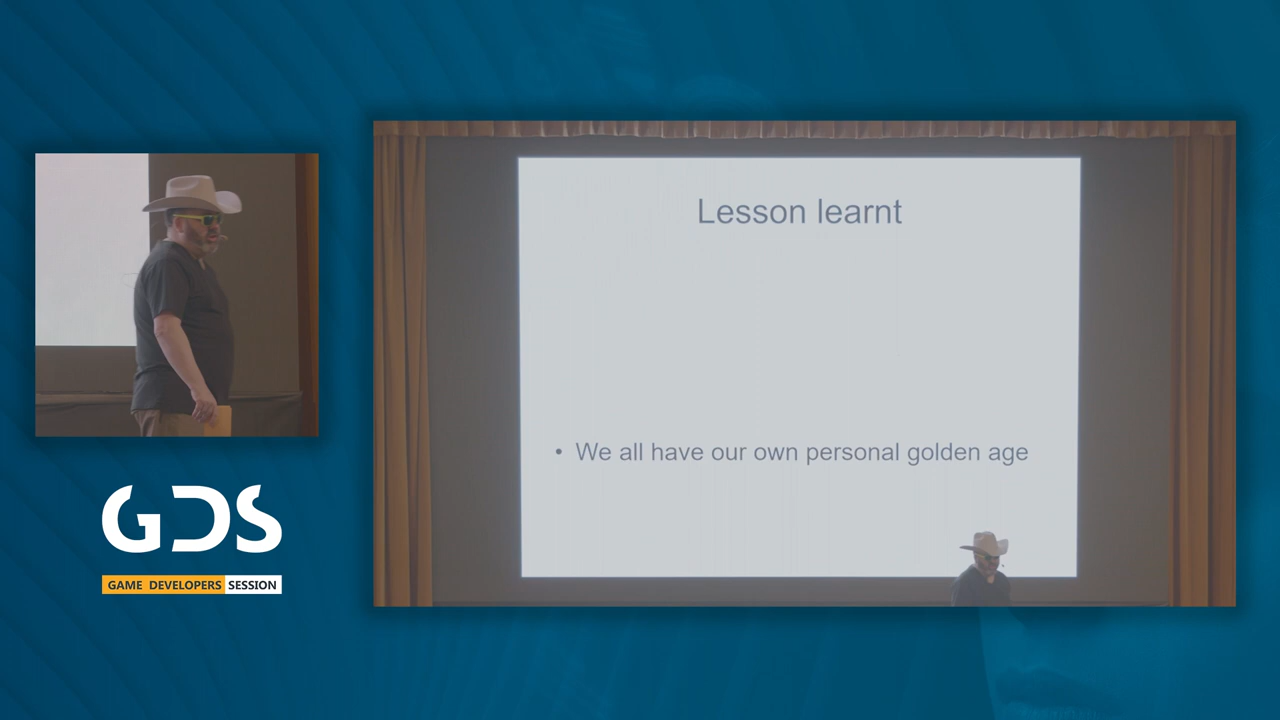 Lesson learnt
• We all have our own personal golden age
GDS
GAME DEVELOPERS SESSION